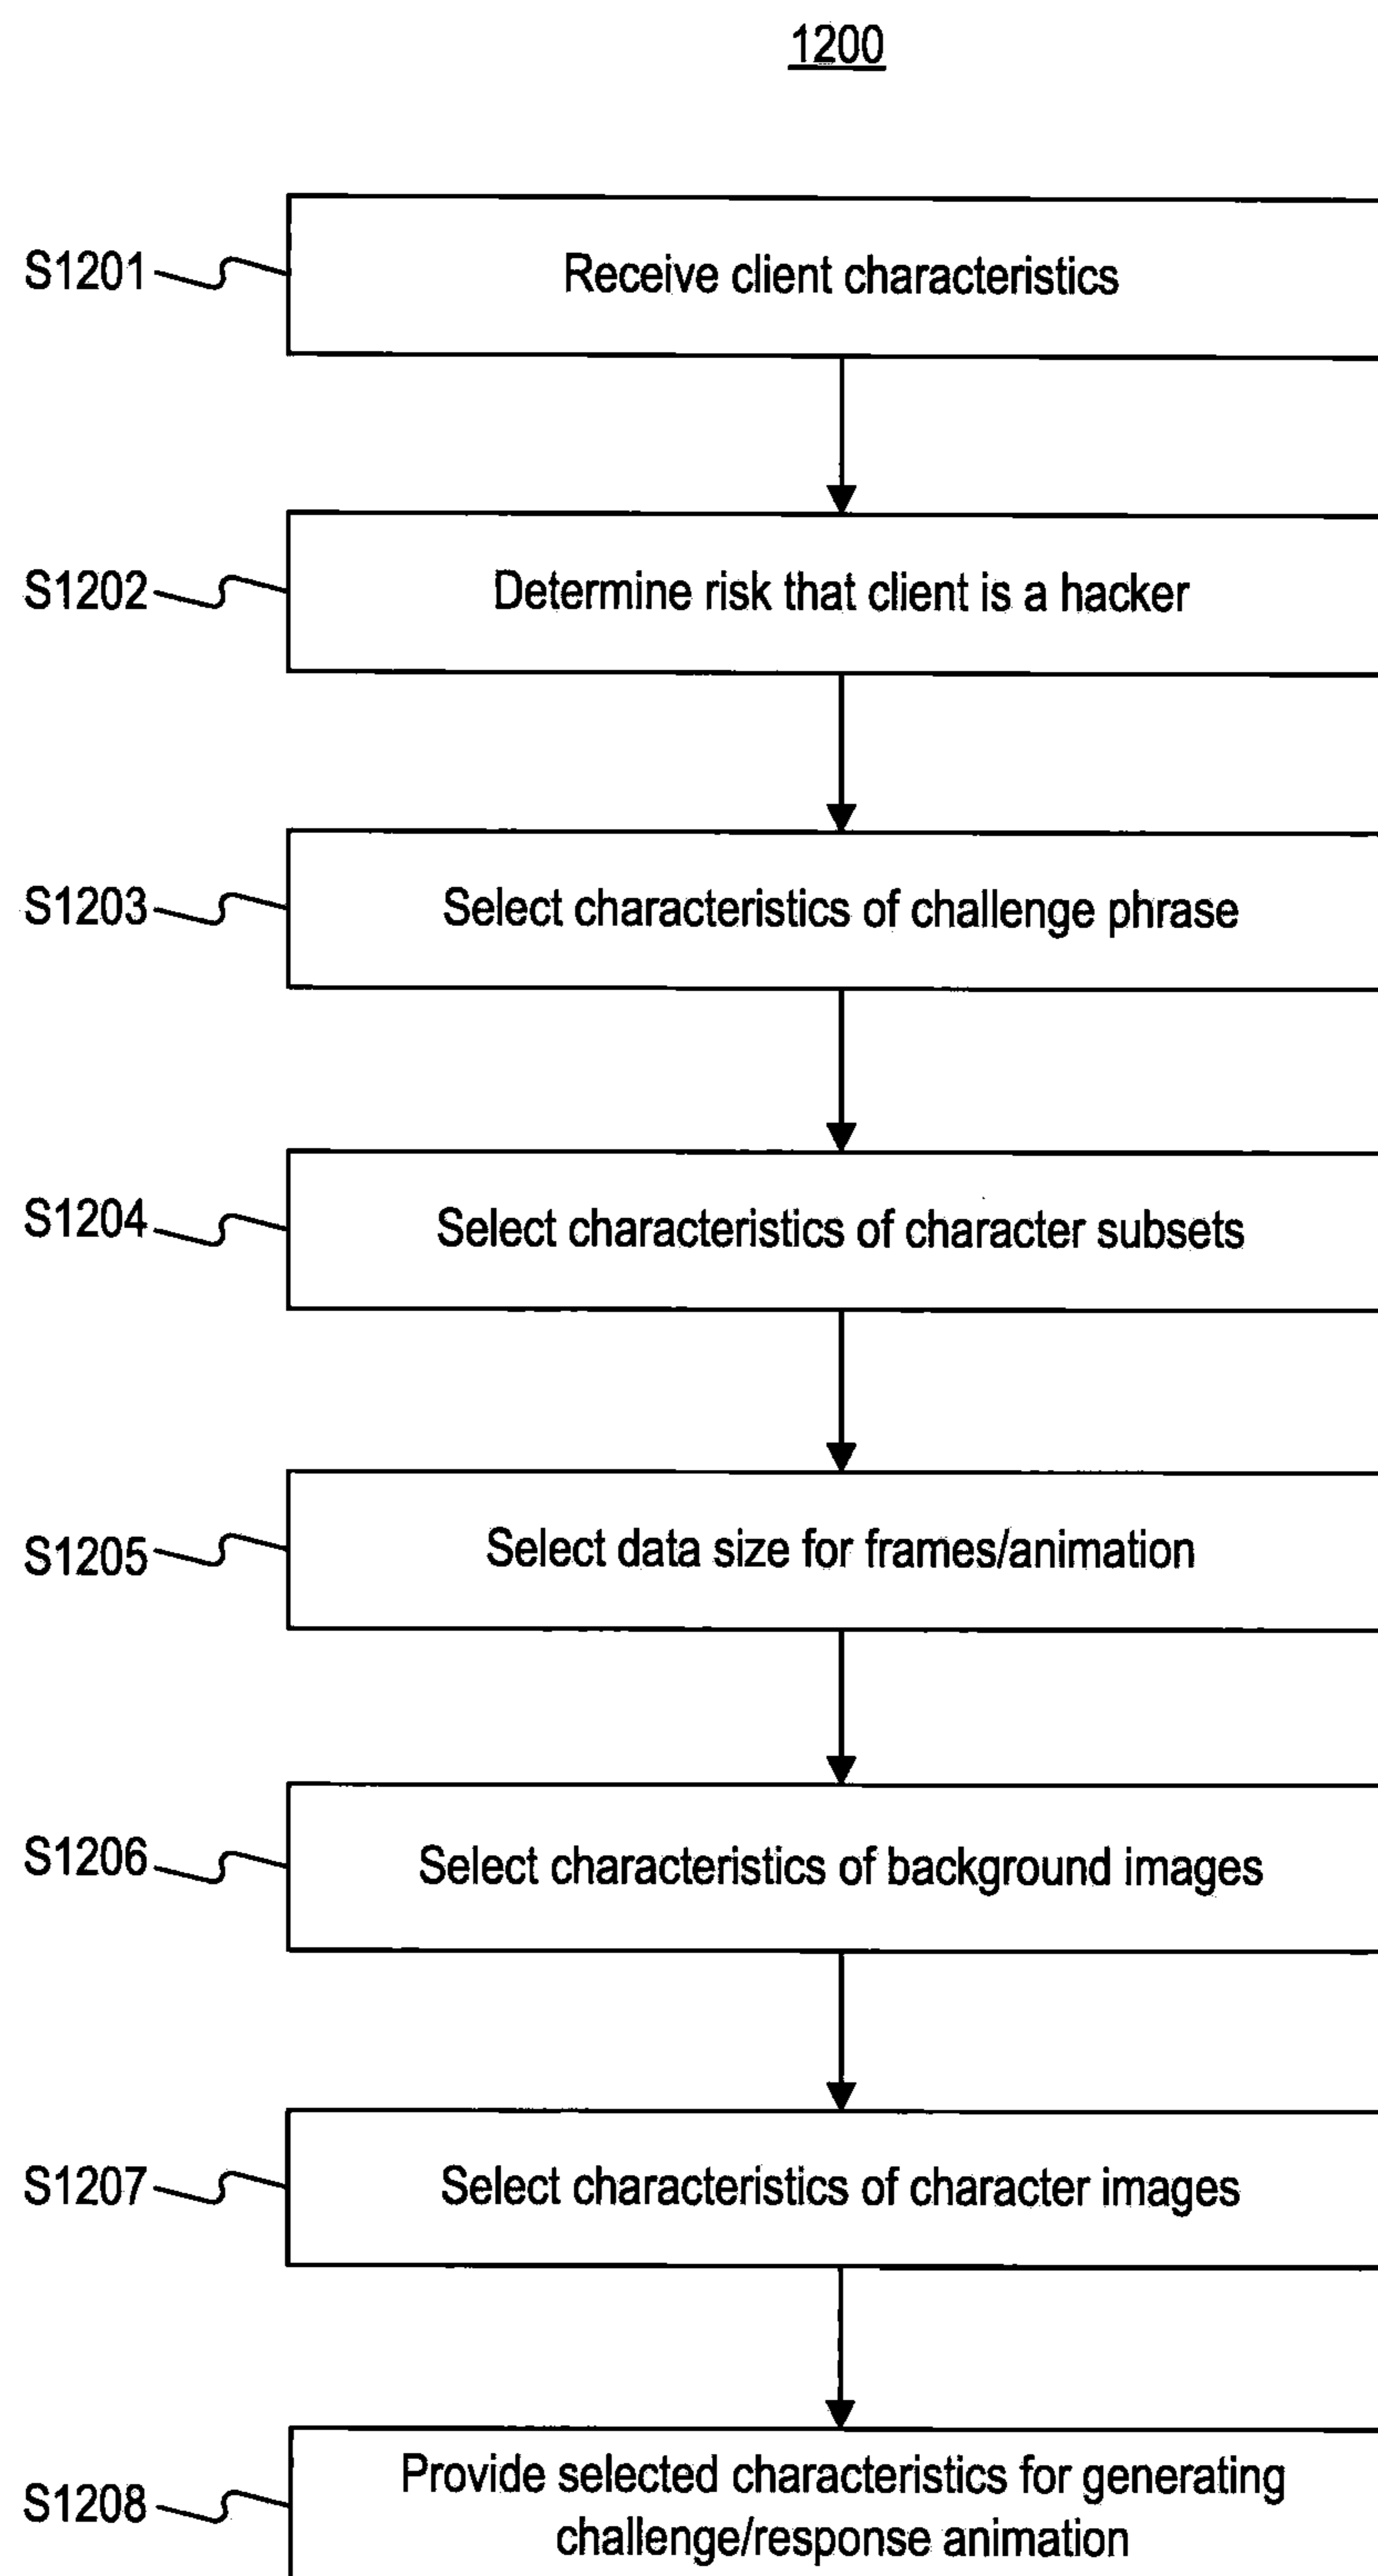 1200
S1201
Receive client characteristics
S1202
Determine risk that client is a hacker
S1203
Select characteristics of challenge phrase
S1204
Select characteristics of character subsets
S1205
Select data size for frames/animation
S1206
Select characteristics of background images
S1207
Select characteristics of character images
S1208
Provide selected characteristics for generating
challenge/response animation